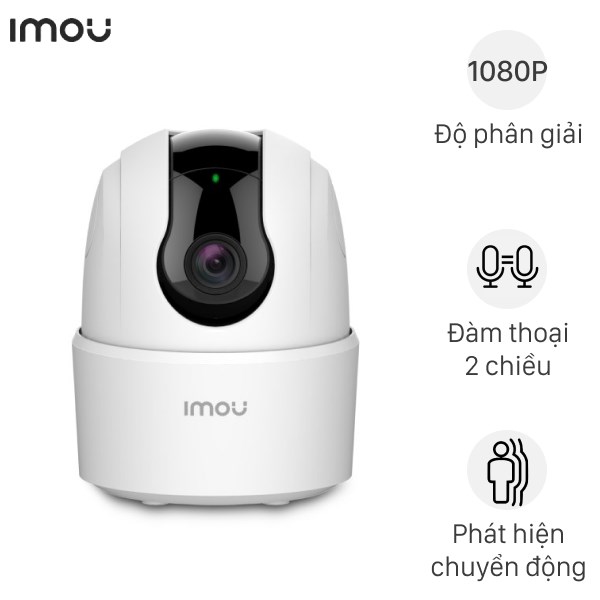 imou
1080P
Độ phân giải
Đàm thoại
2 chiều
imou
Phát hiện
chuyển động